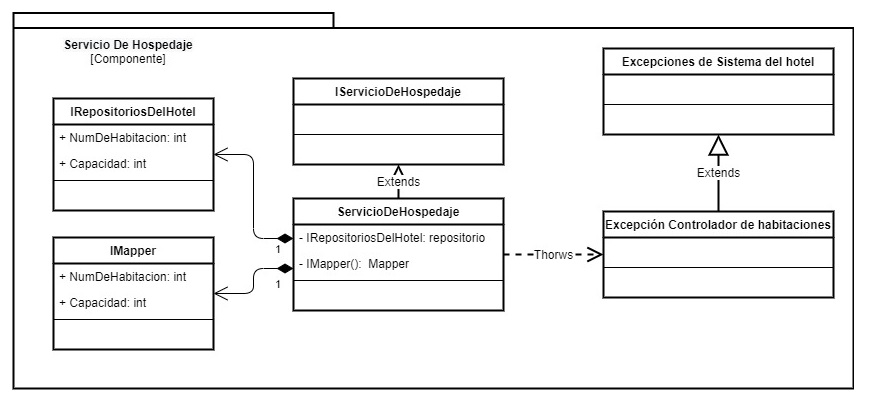 Servicio De Hospedaje
[Componente]
IRepositoriosDelHotel
+ NumDeHabitacion: int
+ Capacidad: int
IMapper
+ NumDeHabitacion: int
+ Capacidad: int
IServicioDeHospedaje
Extends
ServicioDeHospedaje
- IRepositoriosDelHotel: repositorio
- IMapper(): Mapper
1
1
Thorws
Excepciones de Sistema del hotel
Extends
Excepción Controlador de habitaciones